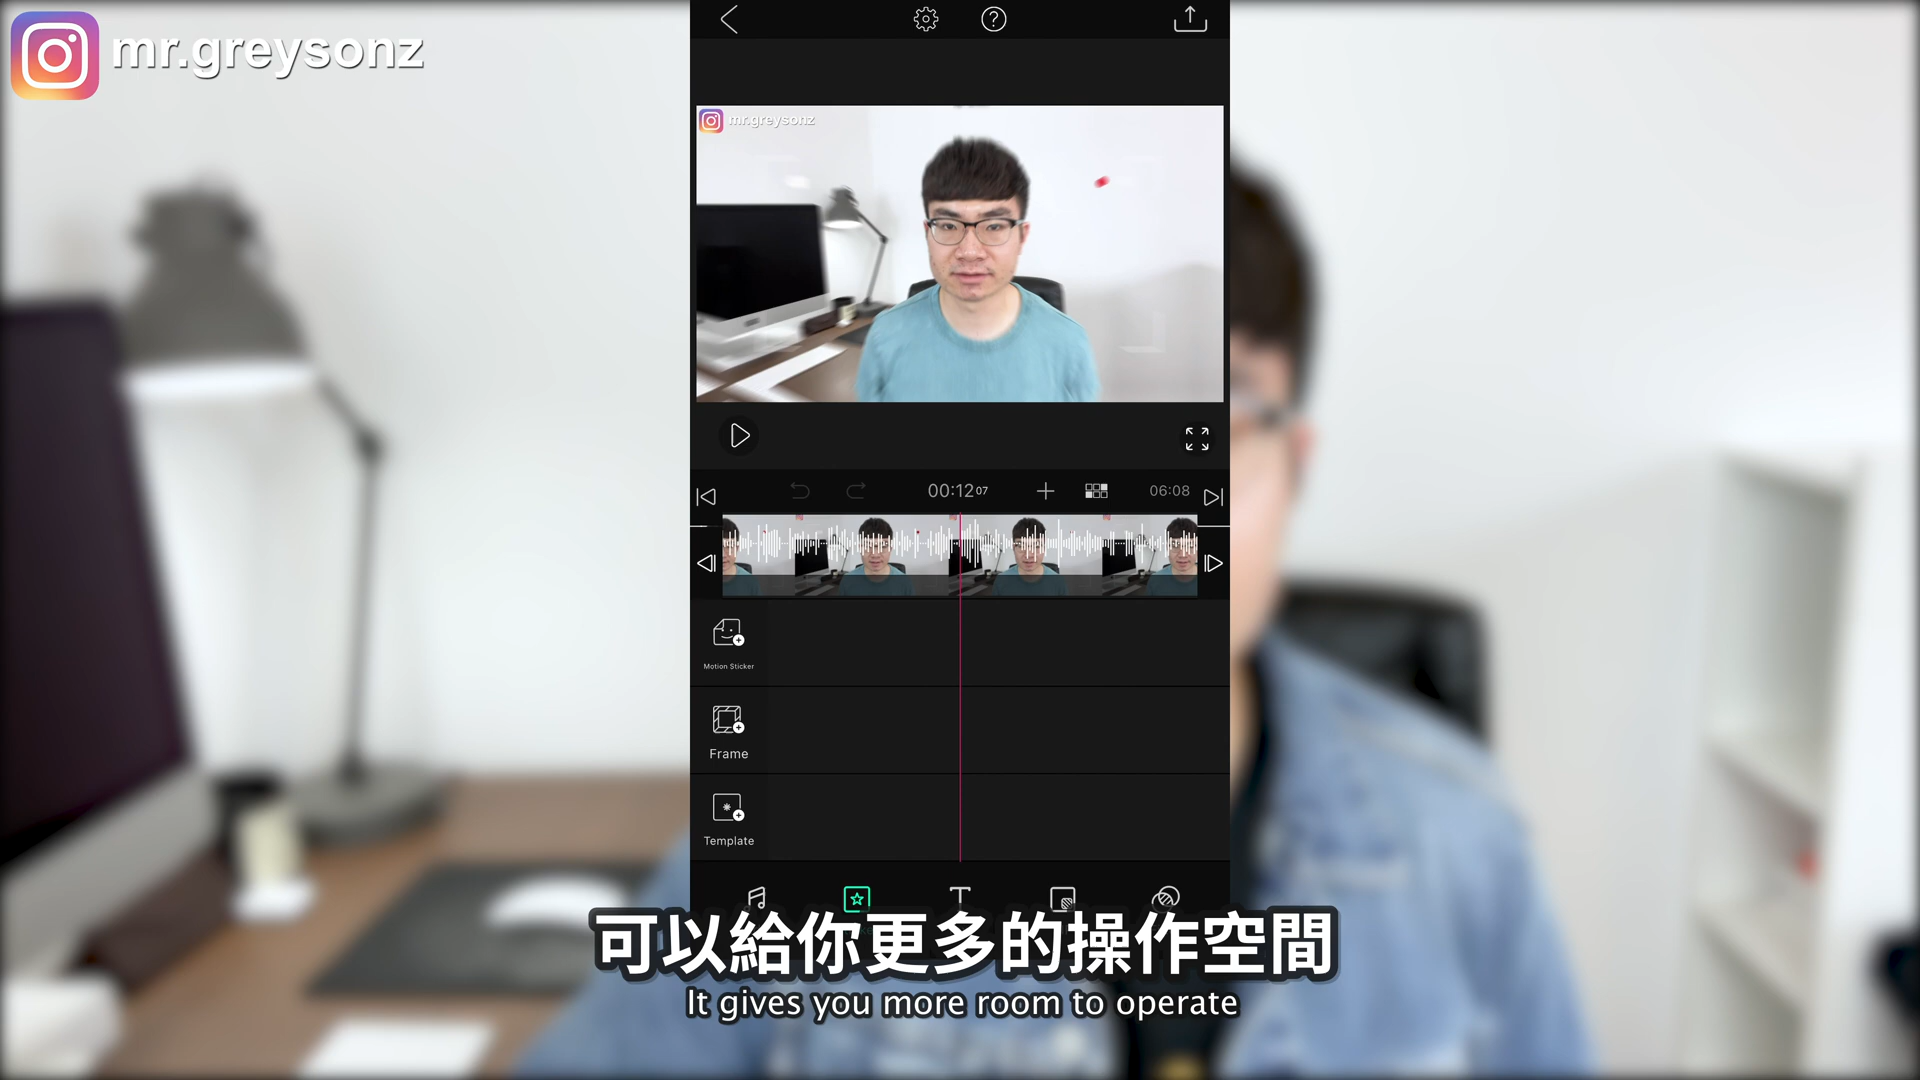 mr.greysonz
mr.greysonz
00:12 07
06:08
Motion Sticker
Frame
Template
可以給你更多的操作空間
It gives you more room to operate